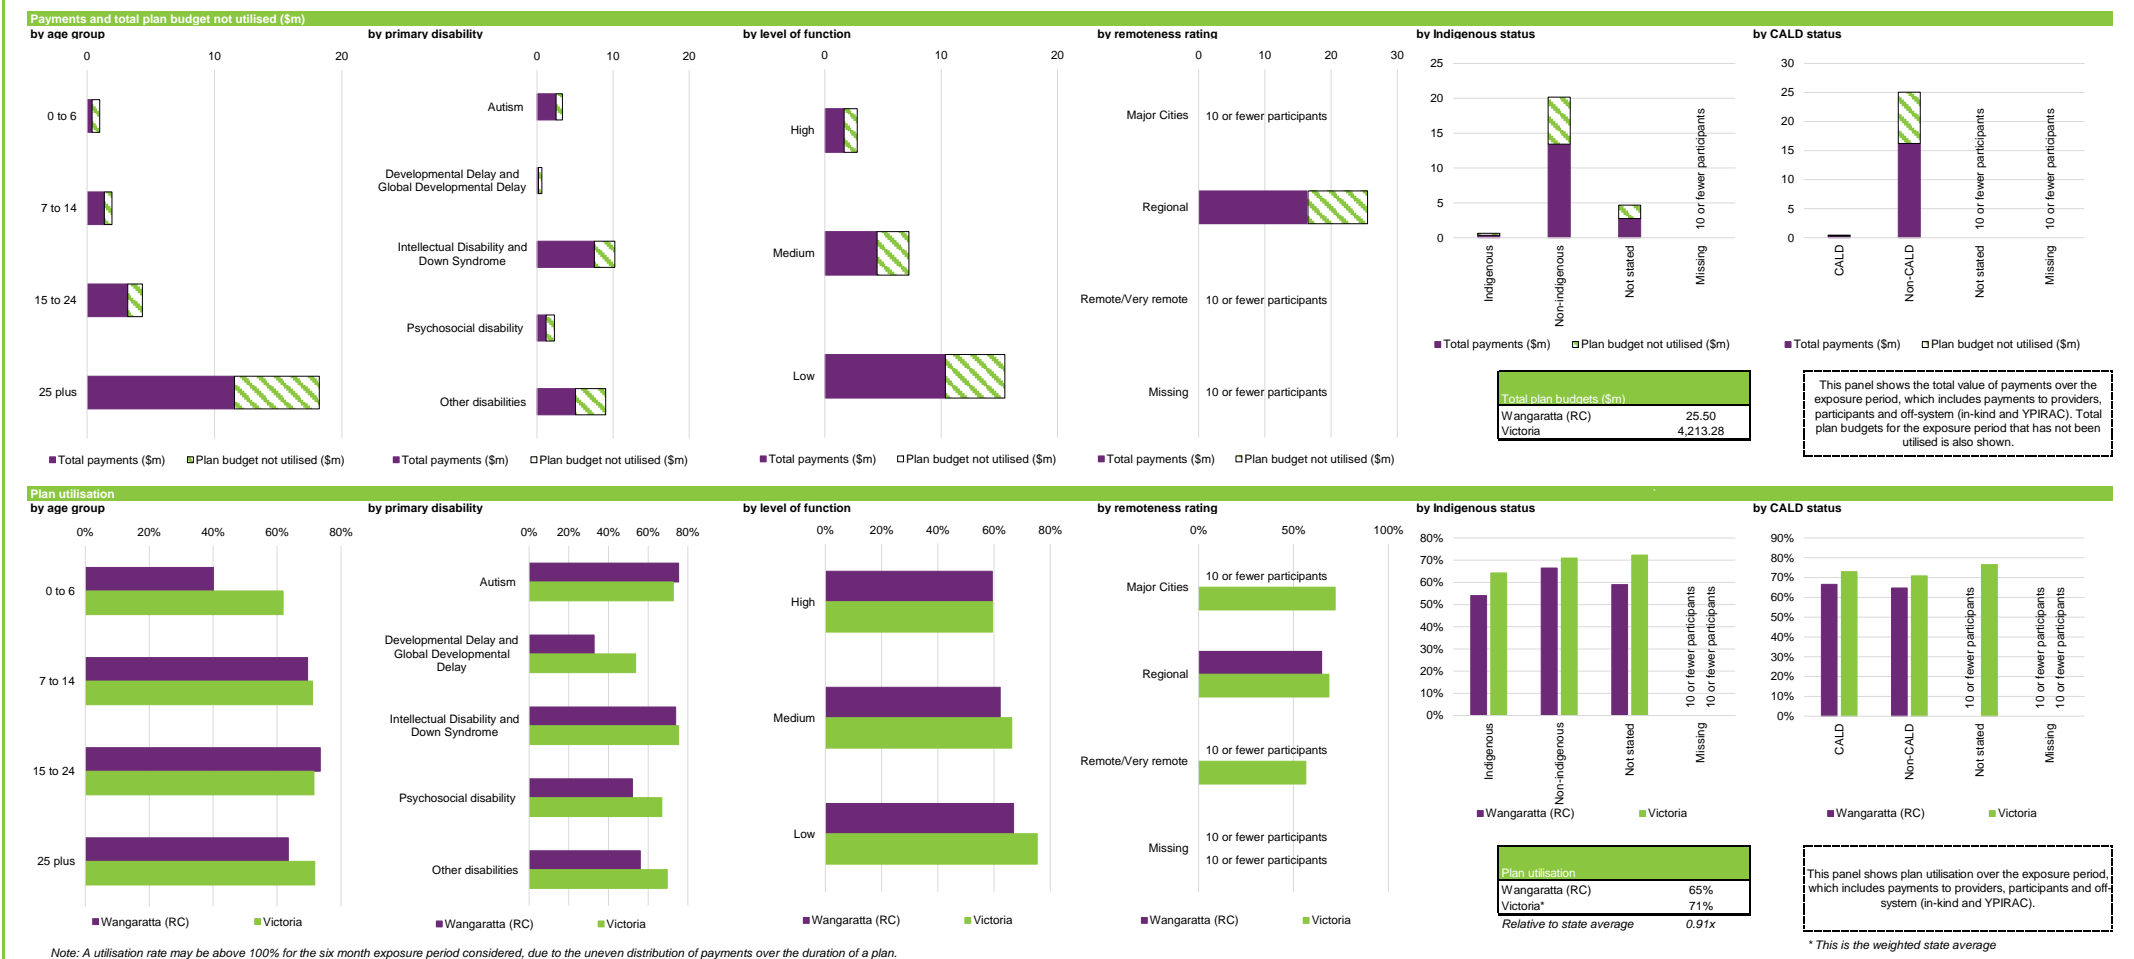 Payments and total plan budget not utilised ($m)
by age group
0 10 20
0 to 6
7 to 14
15 to 24
25 plus
Total payments ($m) Plan budget not utilised ($m)
by primary disability
0 10 20
Autism
Developmental Delay and
Global Developmental Delay
Intellectual Disability and
Down Syndrome
Psychosocial disability
Other disabilities
Total payments ($m) Plan budget not utilised ($m)
by level of function
0 10 20
High
Medium
Low
Total payments ($m) Plan budget not utilised ($m)
by remoteness rating
0 10 20 30
Major Cities 10 or fewer participants
Regional
Remote/Very remote 10 or fewer participants
Missing 10 or fewer participants
Total payments ($m) Plan budget not utilised ($m)
by Indigenous status
25
20
15
10
5
0
10 or fewer participants
Indigenous
Non-indigenous
Not stated
Missing
Total payments ($m) Plan budget not utilised ($m)
by CALD status
30
25
20
15
10
5
0
10 or fewer participants
10 or fewer participants
CALD
Non-CALD
Not stated
Missing
Total payments ($m) Plan budget not utilised ($m)
Total plan budgets ($m)
Wangaratta (RC) 25.50
Victoria 4,213.28
This panel shows the total value of payments over the
exposure period, which includes payments to providers,
participants and off-system (in-kind and YPIRAC). Total
plan budgets for the exposure period that has not been
utilised is also shown.
Plan utilisation
by age group
0% 20% 40% 60% 80%
0 to 6
7 to 14
15 to 24
25 plus
Wangaratta (RC) Victoria
by primary disability
0% 20% 40% 60% 80%
Autism
Developmental Delay and
Global Developmental
Delay
Intellectual Disability and
Down Syndrome
Psychosocial disability
Other disabilities
Wangaratta (RC) Victoria
by level of function
0% 20% 40% 60% 80%
High
Medium
Low
Wangaratta (RC) Victoria
by remoteness rating
0% 50% 100%
Major Cities 10 or fewer participants
Regional
Remote/Very remote 10 or fewer participants
Missing 10 or fewer participants
10 or fewer participants
Wangaratta (RC) Victoria
by Indigenous status
80%
70%
60%
50%
40%
30%
20%
10%
0%
10 or fewer participants
10 or fewer participants
Indigenous
Non-indigenous
Not stated
Missing
Wangaratta (RC) Victoria
by CALD status
90%
80%
70%
60%
50%
40%
30%
20%
10%
0%
10 or fewer participants
10 or fewer participants
10 or fewer participants
CALD
Non-CALD
Not stated
Missing
Wangaratta (RC) Victoria
Plan utilisation
Wangaratta (RC) 65%
Victoria* 71%
Relative to state average 0.91x
This panel shows plan utilisation over the exposure period,
which includes payments to providers, participants and off-
system (in-kind and YPIRAC).
* This is the weighted state average
Note: A utilisation rate may be above 100% for the six month exposure period considered, due to the uneven distribution of payments over the duration of a plan.